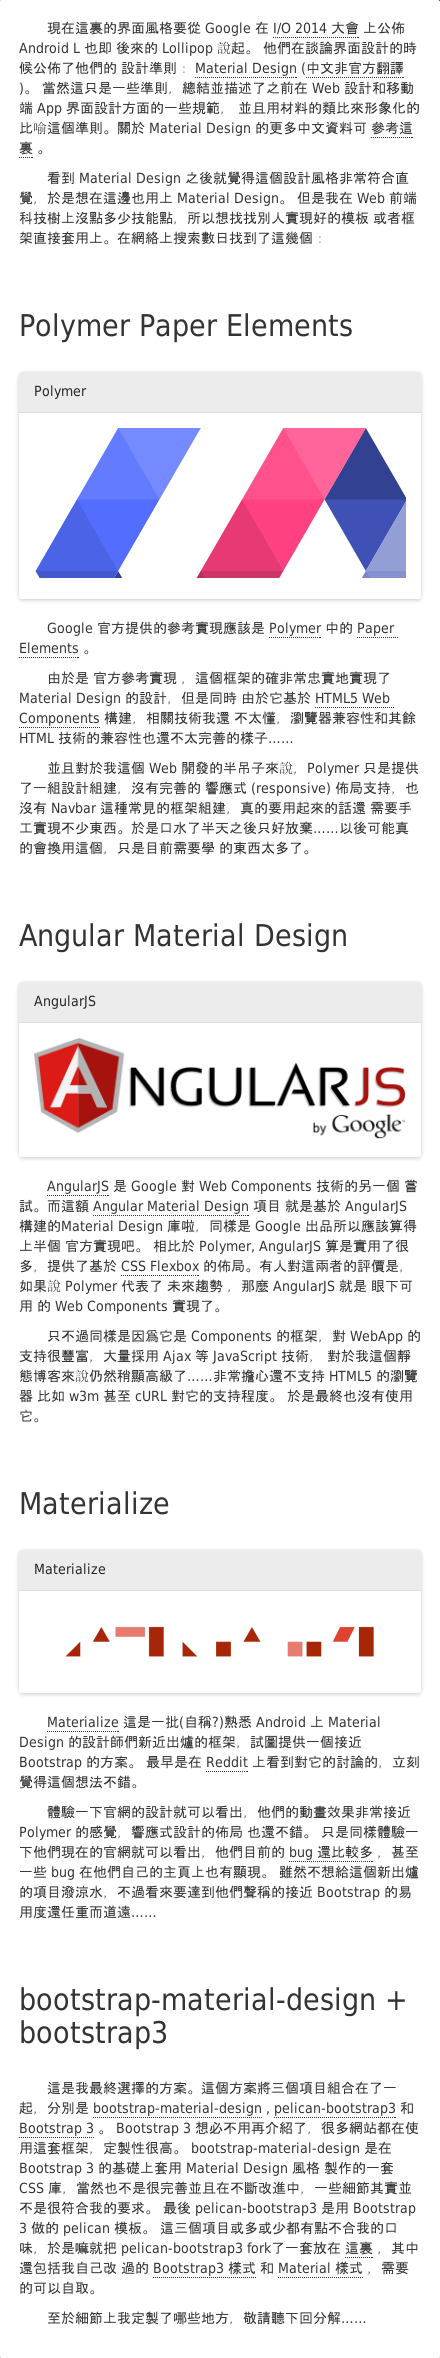 現在這裏的界面風格要從 Google 在 I/O 2014 大會 上公佈
Android L 也即 後來的 Lollipop 說起。 他們在談論界面設計的時
候公佈了他們的 設計準則： Material Design (中文非官方翻譯
)。 當然這只是一些準則，總結並描述了之前在 Web 設計和移動
端 App 界面設計方面的一些規範， 並且用材料的類比來形象化的
比喻這個準則。關於 Material Design 的更多中文資料可 參考這
裏 。
看到 Material Design 之後就覺得這個設計風格非常符合直
覺，於是想在這邊也用上 Material Design。 但是我在 Web 前端
科技樹上沒點多少技能點，所以想找找別人實現好的模板 或者框
架直接套用上。在網絡上搜索數日找到了這幾個：
Polymer Paper Elements
Polymer
Google 官方提供的參考實現應該是 Polymer 中的 Paper
Elements 。
由於是 官方參考實現 ，這個框架的確非常忠實地實現了
Material Design 的設計，但是同時 由於它基於 HTML5 Web
Components 構建，相關技術我還 不太懂，瀏覽器兼容性和其餘
HTML 技術的兼容性也還不太完善的樣子……
並且對於我這個 Web 開發的半吊子來說，Polymer 只是提供
了一組設計組建，沒有完善的 響應式 (responsive) 佈局支持，也
沒有 Navbar 這種常見的框架組建，真的要用起來的話還 需要手
工實現不少東西。於是口水了半天之後只好放棄……以後可能真
的會換用這個，只是目前需要學 的東西太多了。
Angular Material Design
AngularJS
ANGULARJS
by Google
AngularJS 是 Google 對 Web Components 技術的另一個 嘗
試。而這額 Angular Material Design 項目 就是基於 AngularJS
構建的Material Design 庫啦，同樣是 Google 出品所以應該算得
上半個 官方實現吧。 相比於 Polymer, AngularJS 算是實用了很
多，提供了基於 CSS Flexbox 的佈局。有人對這兩者的評價是，
如果說 Polymer 代表了 未來趨勢 ，那麼 AngularJS 就是 眼下可
用 的 Web Components 實現了。
只不過同樣是因爲它是 Components 的框架，對 WebApp 的
支持很豐富，大量採用 Ajax 等 JavaScript 技術， 對於我這個靜
態博客來說仍然稍顯高級了……非常擔心還不支持 HTML5 的瀏覽
器 比如 w3m 甚至 cURL 對它的支持程度。 於是最終也沒有使用
它。
Materialize
Materialize
Materialize 這是一批(自稱?)熟悉 Android 上 Material
Design 的設計師們新近出爐的框架，試圖提供一個接近
Bootstrap 的方案。 最早是在 Reddit 上看到對它的討論的，立刻
覺得這個想法不錯。
體驗一下官網的設計就可以看出，他們的動畫效果非常接近
Polymer 的感覺，響應式設計的佈局 也還不錯。 只是同樣體驗一
下他們現在的官網就可以看出，他們目前的 bug 還比較多 ，甚至
一些 bug 在他們自己的主頁上也有顯現。 雖然不想給這個新出爐
的項目潑涼水，不過看來要達到他們聲稱的接近 Bootstrap 的易
用度還任重而道遠……
bootstrap-material-design +
bootstrap3
這是我最終選擇的方案。這個方案將三個項目組合在了一
起，分別是 bootstrap-material-design , pelican-bootstrap3 和
Bootstrap 3 。 Bootstrap 3 想必不用再介紹了，很多網站都在使
用這套框架，定製性很高。 bootstrap-material-design 是在
Bootstrap 3 的基礎上套用 Material Design 風格 製作的一套
CSS 庫，當然也不是很完善並且在不斷改進中，一些細節其實並
不是很符合我的要求。 最後 pelican-bootstrap3 是用 Bootstrap
3 做的 pelican 模板。 這三個項目或多或少都有點不合我的口
味，於是嘛就把 pelican-bootstrap3 fork了一套放在 這裏 ，其中
還包括我自己改 過的 Bootstrap3 樣式 和 Material 樣式 ，需要
的可以自取。
至於細節上我定製了哪些地方，敬請聽下回分解……